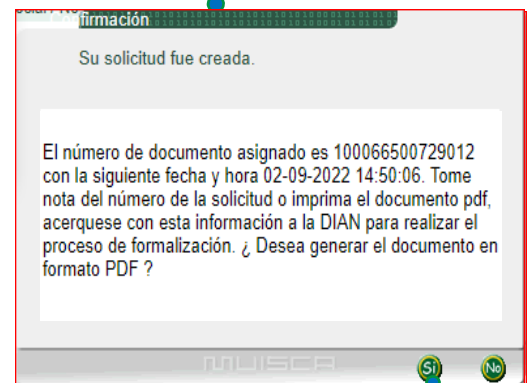 firmación
Su solicitud fue creada.
El número de documento asignado es 100066500729012
con la siguiente fecha y hora 02-09-2022 14:50:06. Tome
nota del número de la solicitud o imprima el documento pdf,
acerquese con esta información a la DIAN para realizar el
proceso de formalización. ¿ Desea generar el documento en
formato PDF ?
MUISCA
Si No